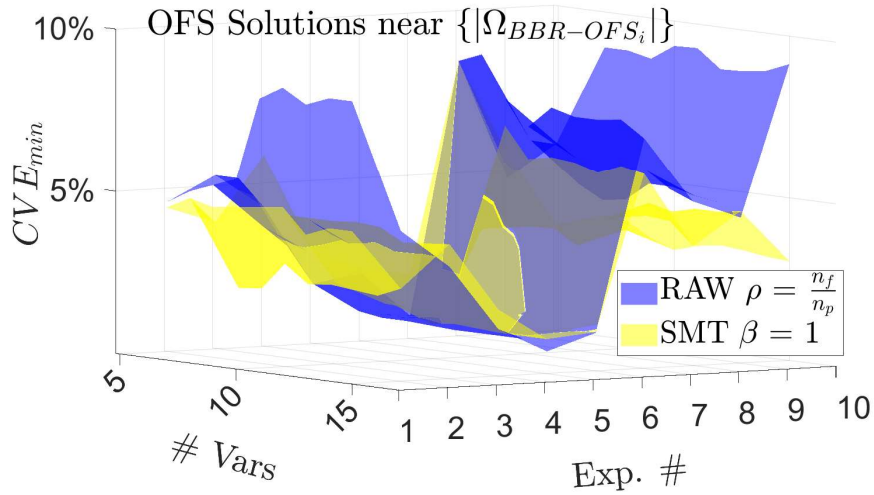 OFS Solutions near {|Ω_{BBR−OFS_i}|}
10%
5%
CVE_{min}
RAW ρ = n_f/n_p
SMT β = 1
5
10
15
# Vars
1 2 3 4 5 6 7 8 9 10
Exp. #